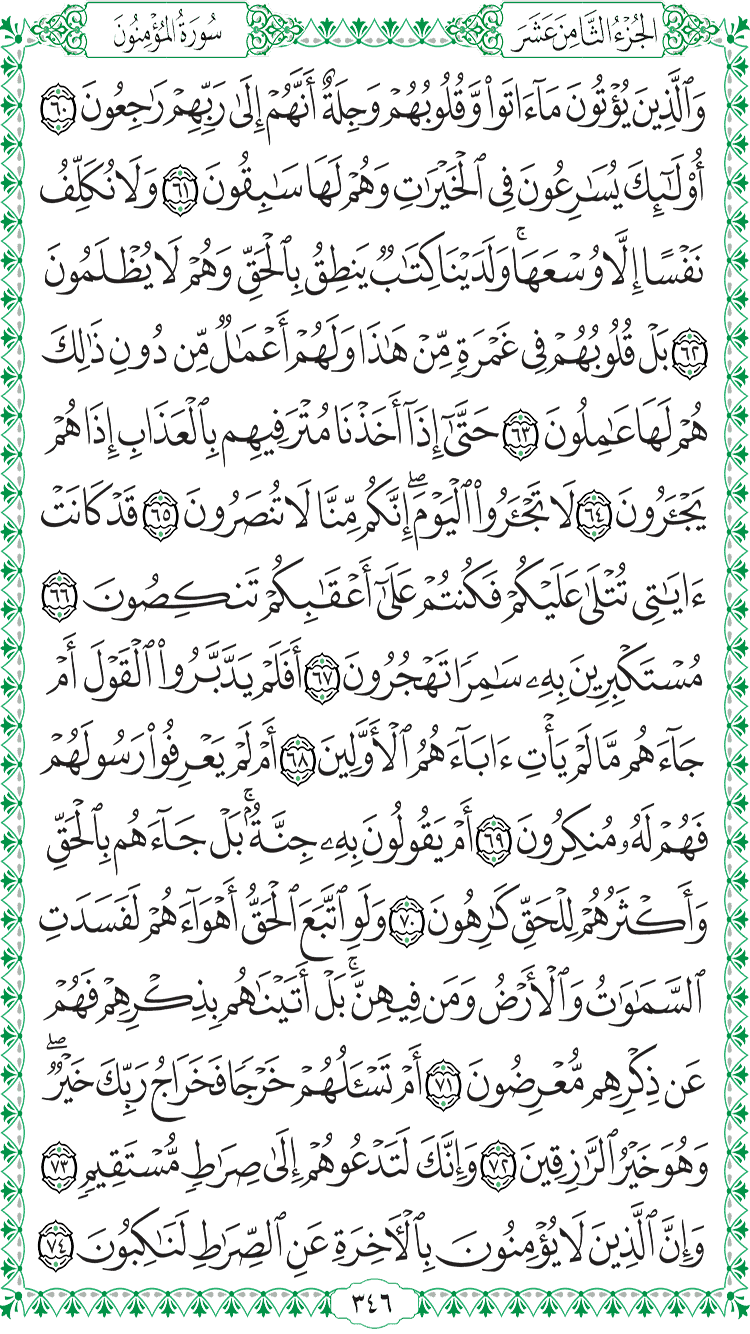 الجُزْءُ الثَّامِنَ عَشَرَ
سُورَةُ المُؤْمِنُونَ
وَٱلَّذِينَ يُؤْتُونَ مَآ ءَاتَوا۟ وَّقُلُوبُهُمْ وَجِلَةٌ أَنَّهُمْ إِلَىٰ رَبِّهِمْ رَٰجِعُونَ ٦٠
أُو۟لَـٰٓئِكَ يُسَـٰرِعُونَ فِى ٱلْخَيْرَٰتِ وَهُمْ لَهَا سَـٰبِقُونَ ٦١ وَلَا نُكَلِّفُ
نَفْسًا إِلَّا وُسْعَهَا ۚ وَلَدَيْنَا كِتَـٰبٌ يَنطِقُ بِٱلْحَقِّ وَهُمْ لَا يُظْلَمُونَ
٦٢ بَلْ قُلُوبُهُمْ فِى غَمْرَةٍ مِّنْ هَـٰذَا وَلَهُمْ أَعْمَـٰلٌ مِّن دُونِ ذَٰلِكَ
هُمْ لَهَا عَـٰمِلُونَ ٦٣ حَتَّىٰٓ إِذَآ أَخَذْنَا مُتْرَفِيهِم بِٱلْعَذَابِ إِذَا هُمْ
يَجْـَٔرُونَ ٦٤ لَا تَجْـَٔرُوا۟ ٱلْيَوْمَ ۖ إِنَّكُم مِّنَّا لَا تُنصَرُونَ ٦٥ قَدْ كَانَتْ
ءَايَـٰتِى تُتْلَىٰ عَلَيْكُمْ فَكُنتُمْ عَلَىٰٓ أَعْقَـٰبِكُمْ تَنكِصُونَ ٦٦
مُسْتَكْبِرِينَ بِهِۦ سَـٰمِرًا تَهْجُرُونَ ٦٧ أَفَلَمْ يَدَّبَّرُوا۟ ٱلْقَوْلَ أَمْ
جَآءَهُم مَّا لَمْ يَأْتِ ءَابَآءَهُمُ ٱلْأَوَّلِينَ ٦٨ أَمْ لَمْ يَعْرِفُوا۟ رَسُولَهُمْ
فَهُمْ لَهُۥ مُنكِرُونَ ٦٩ أَمْ يَقُولُونَ بِهِۦ جِنَّةٌۢ ۚ بَلْ جَآءَهُم بِٱلْحَقِّ
وَأَكْثَرُهُمْ لِلْحَقِّ كَـٰرِهُونَ ٧٠ وَلَوِ ٱتَّبَعَ ٱلْحَقُّ أَهْوَآءَهُمْ لَفَسَدَتِ
ٱلسَّمَـٰوَٰتُ وَٱلْأَرْضُ وَمَن فِيهِنَّ ۚ بَلْ أَتَيْنَـٰهُم بِذِكْرِهِمْ فَهُمْ
عَن ذِكْرِهِم مُّعْرِضُونَ ٧١ أَمْ تَسْـَٔلُهُمْ خَرْجًا فَخَرَاجُ رَبِّكَ خَيْرٌ ۖ
وَهُوَ خَيْرُ ٱلرَّٰزِقِينَ ٧٢ وَإِنَّكَ لَتَدْعُوهُمْ إِلَىٰ صِرَٰطٍ مُّسْتَقِيمٍ ٧٣
وَإِنَّ ٱلَّذِينَ لَا يُؤْمِنُونَ بِٱلْـَٔاخِرَةِ عَنِ ٱلصِّرَٰطِ لَنَـٰكِبُونَ ٧٤
٣٤٦